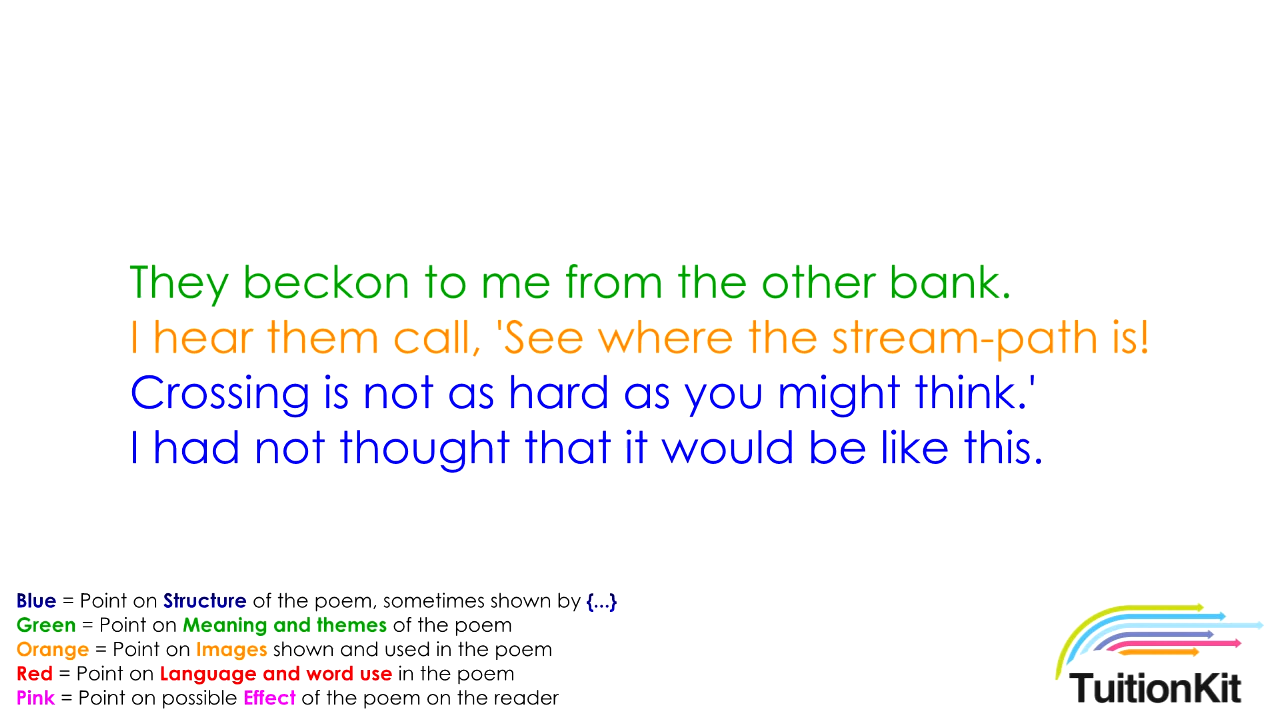 They beckon to me from the other bank.
I hear them call, 'See where the stream-path is!
Crossing is not as hard as you might think.'
I had not thought that it would be like this.
Blue = Point on Structure of the poem, sometimes shown by {...}
Green = Point on Meaning and themes of the poem
Orange = Point on Images shown and used in the poem
Red = Point on Language and word use in the poem
Pink = Point on possible Effect of the poem on the reader
TuitionKit